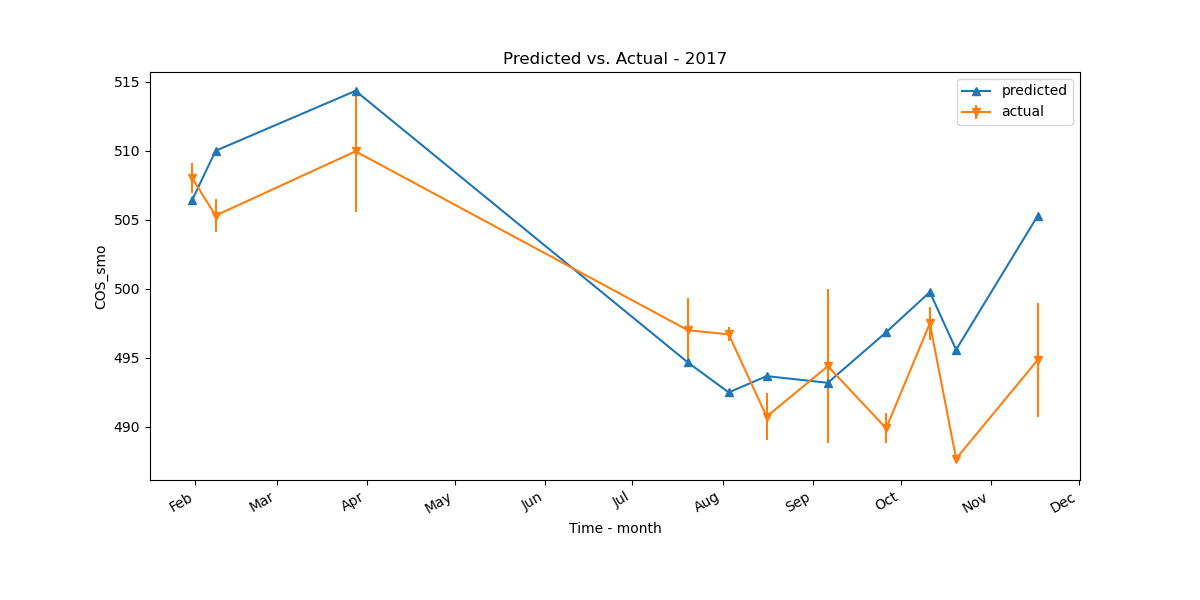 Predicted vs. Actual - 2017
515
510
505
500
495
490
COS_smo
predicted
actual
Feb
Mar
Apr
May
Jun
Jul
Aug
Sep
Oct
Nov
Dec
Time - month